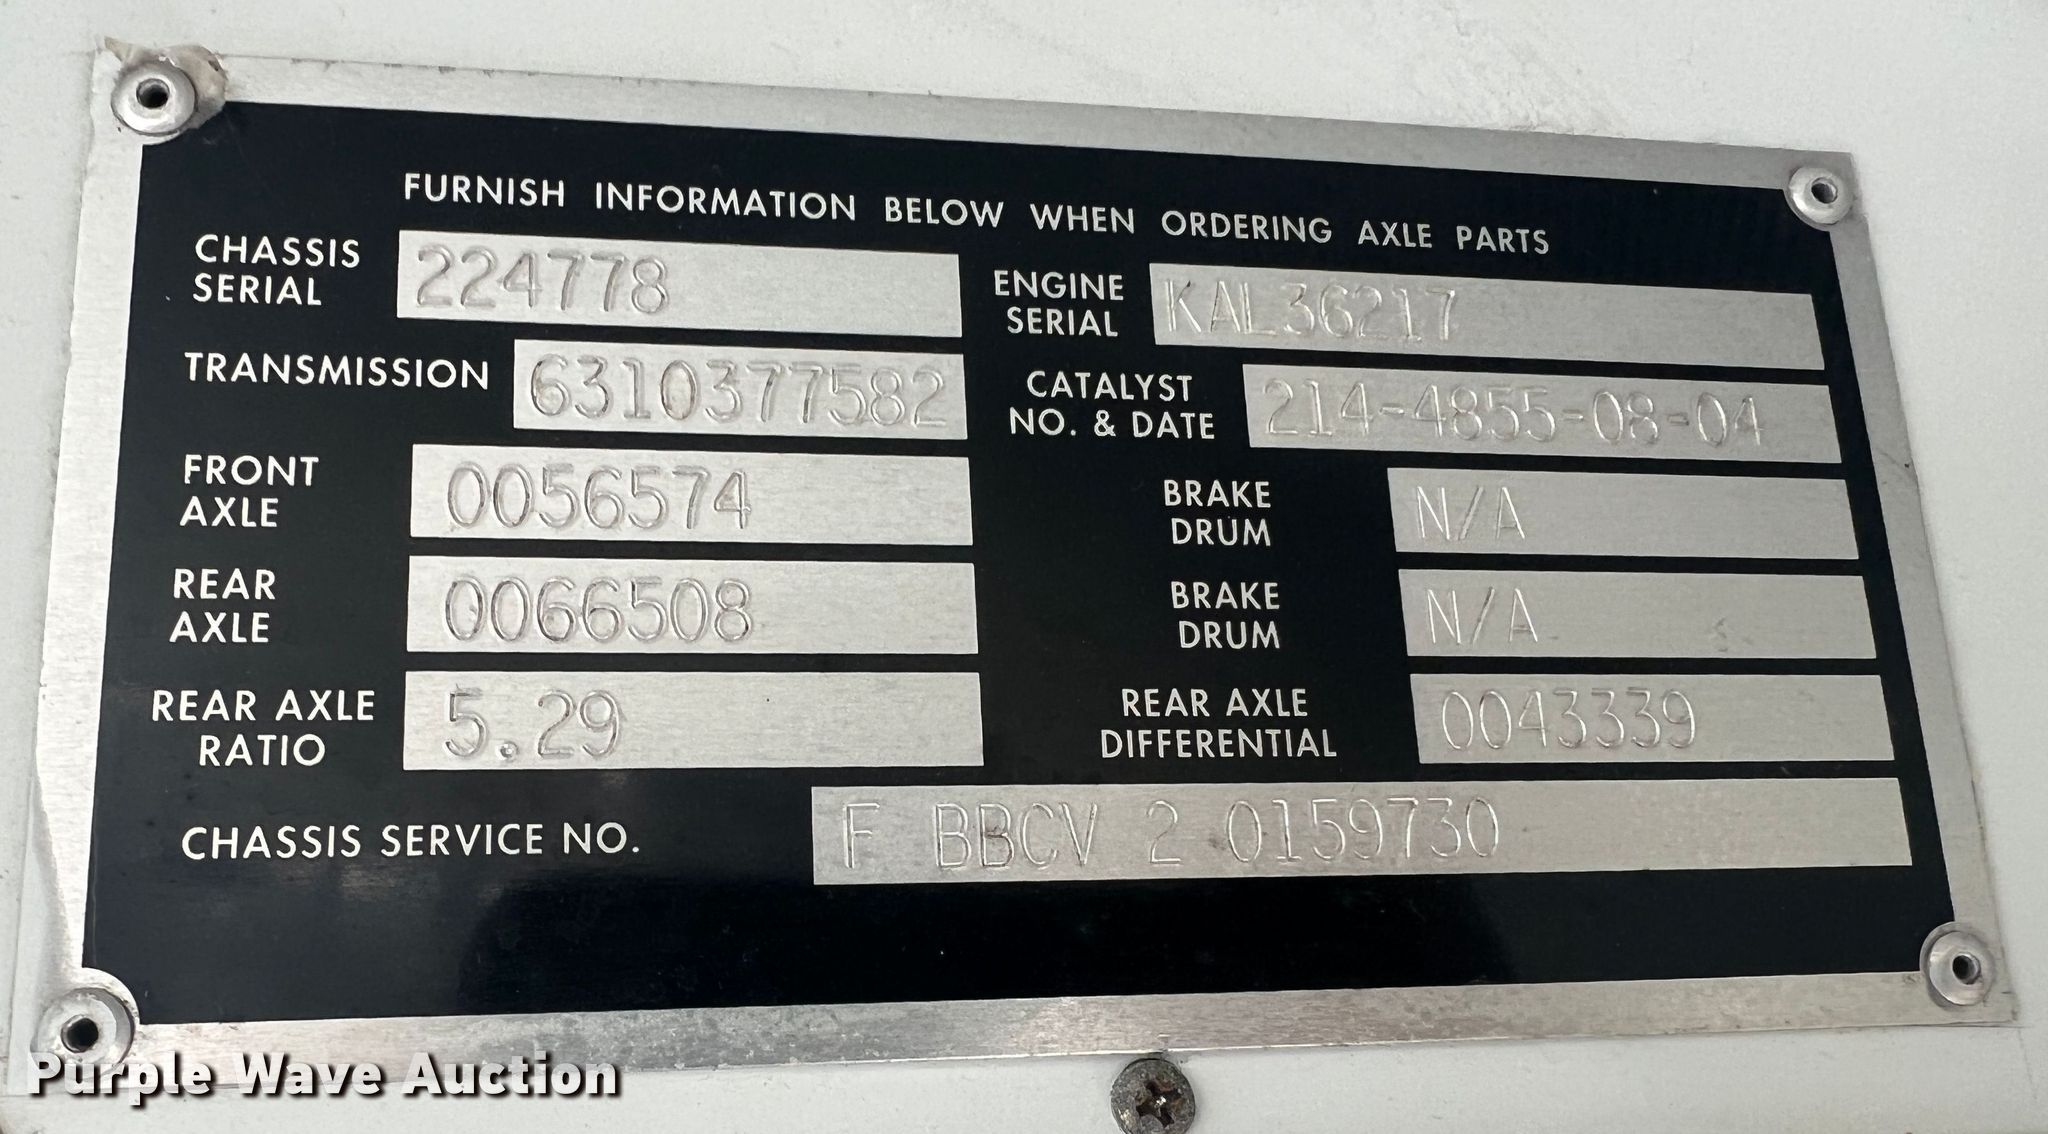 FURNISH INFORMATION BELOW WHEN ORDERING AXLE PARTS
CHASSIS SERIAL 224778
ENGINE SERIAL KAL36217
TRANSMISSION 6310377582
CATALYST NO. & DATE 214-4855-08-04
FRONT AXLE 0056574
BRAKE DRUM N/A
REAR AXLE 0066508
BRAKE DRUM N/A
REAR AXLE RATIO 5.29
REAR AXLE DIFFERENTIAL 0043339
CHASSIS SERVICE NO. F BBCV 2 0159730
Purple Wave Auction